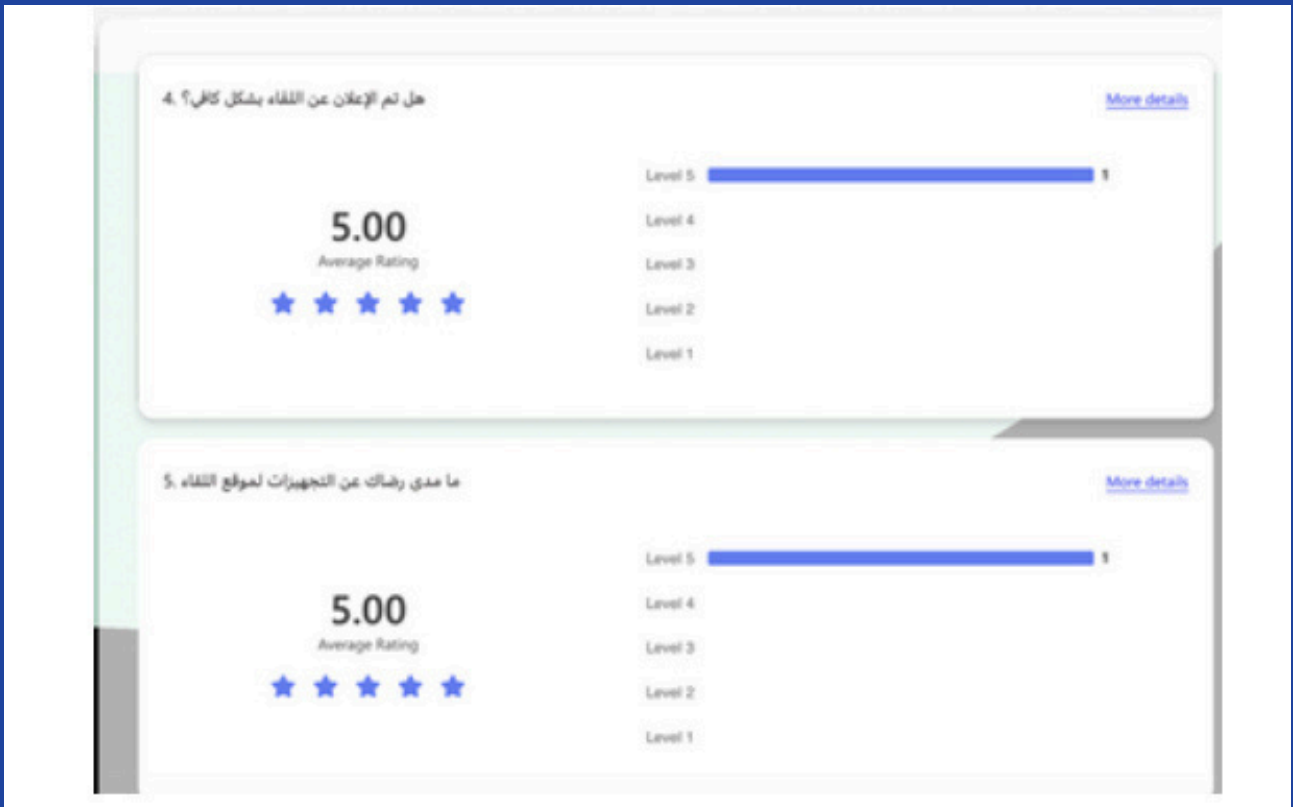 4. هل تم الإعلان عن اللقاء بشكل كافي؟
More details
5.00
Average Rating
Level 5 1
Level 4
Level 3
Level 2
Level 1
5. ما مدى رضاك عن التجهيزات لموقع اللقاء
More details
5.00
Average Rating
Level 5 1
Level 4
Level 3
Level 2
Level 1